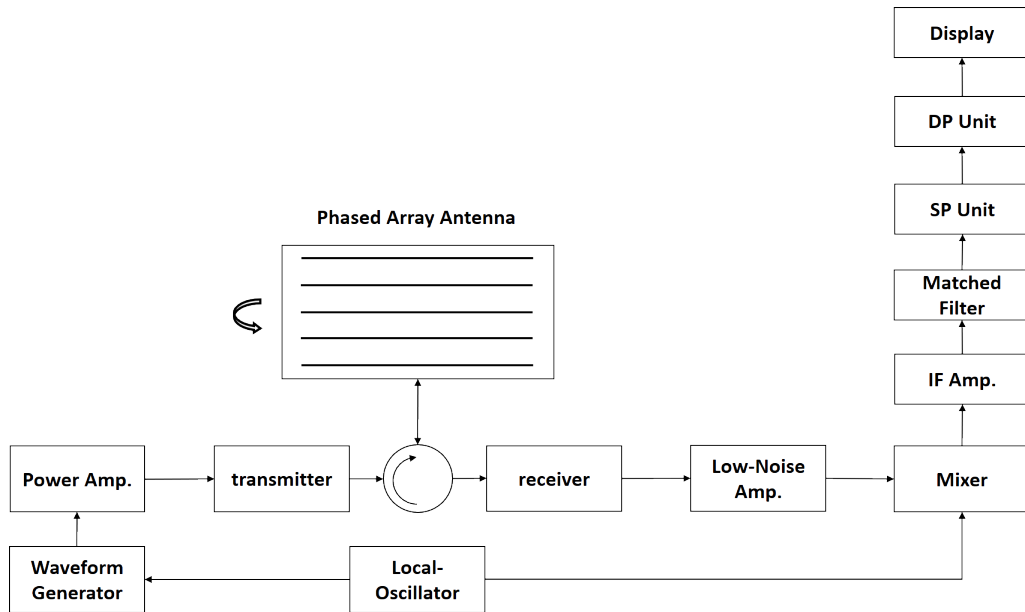 Display
DP Unit
SP Unit
Phased Array Antenna
Matched
Filter
IF Amp.
Power Amp.
transmitter
receiver
Low-Noise
Amp.
Mixer
Waveform
Generator
Local-
Oscillator